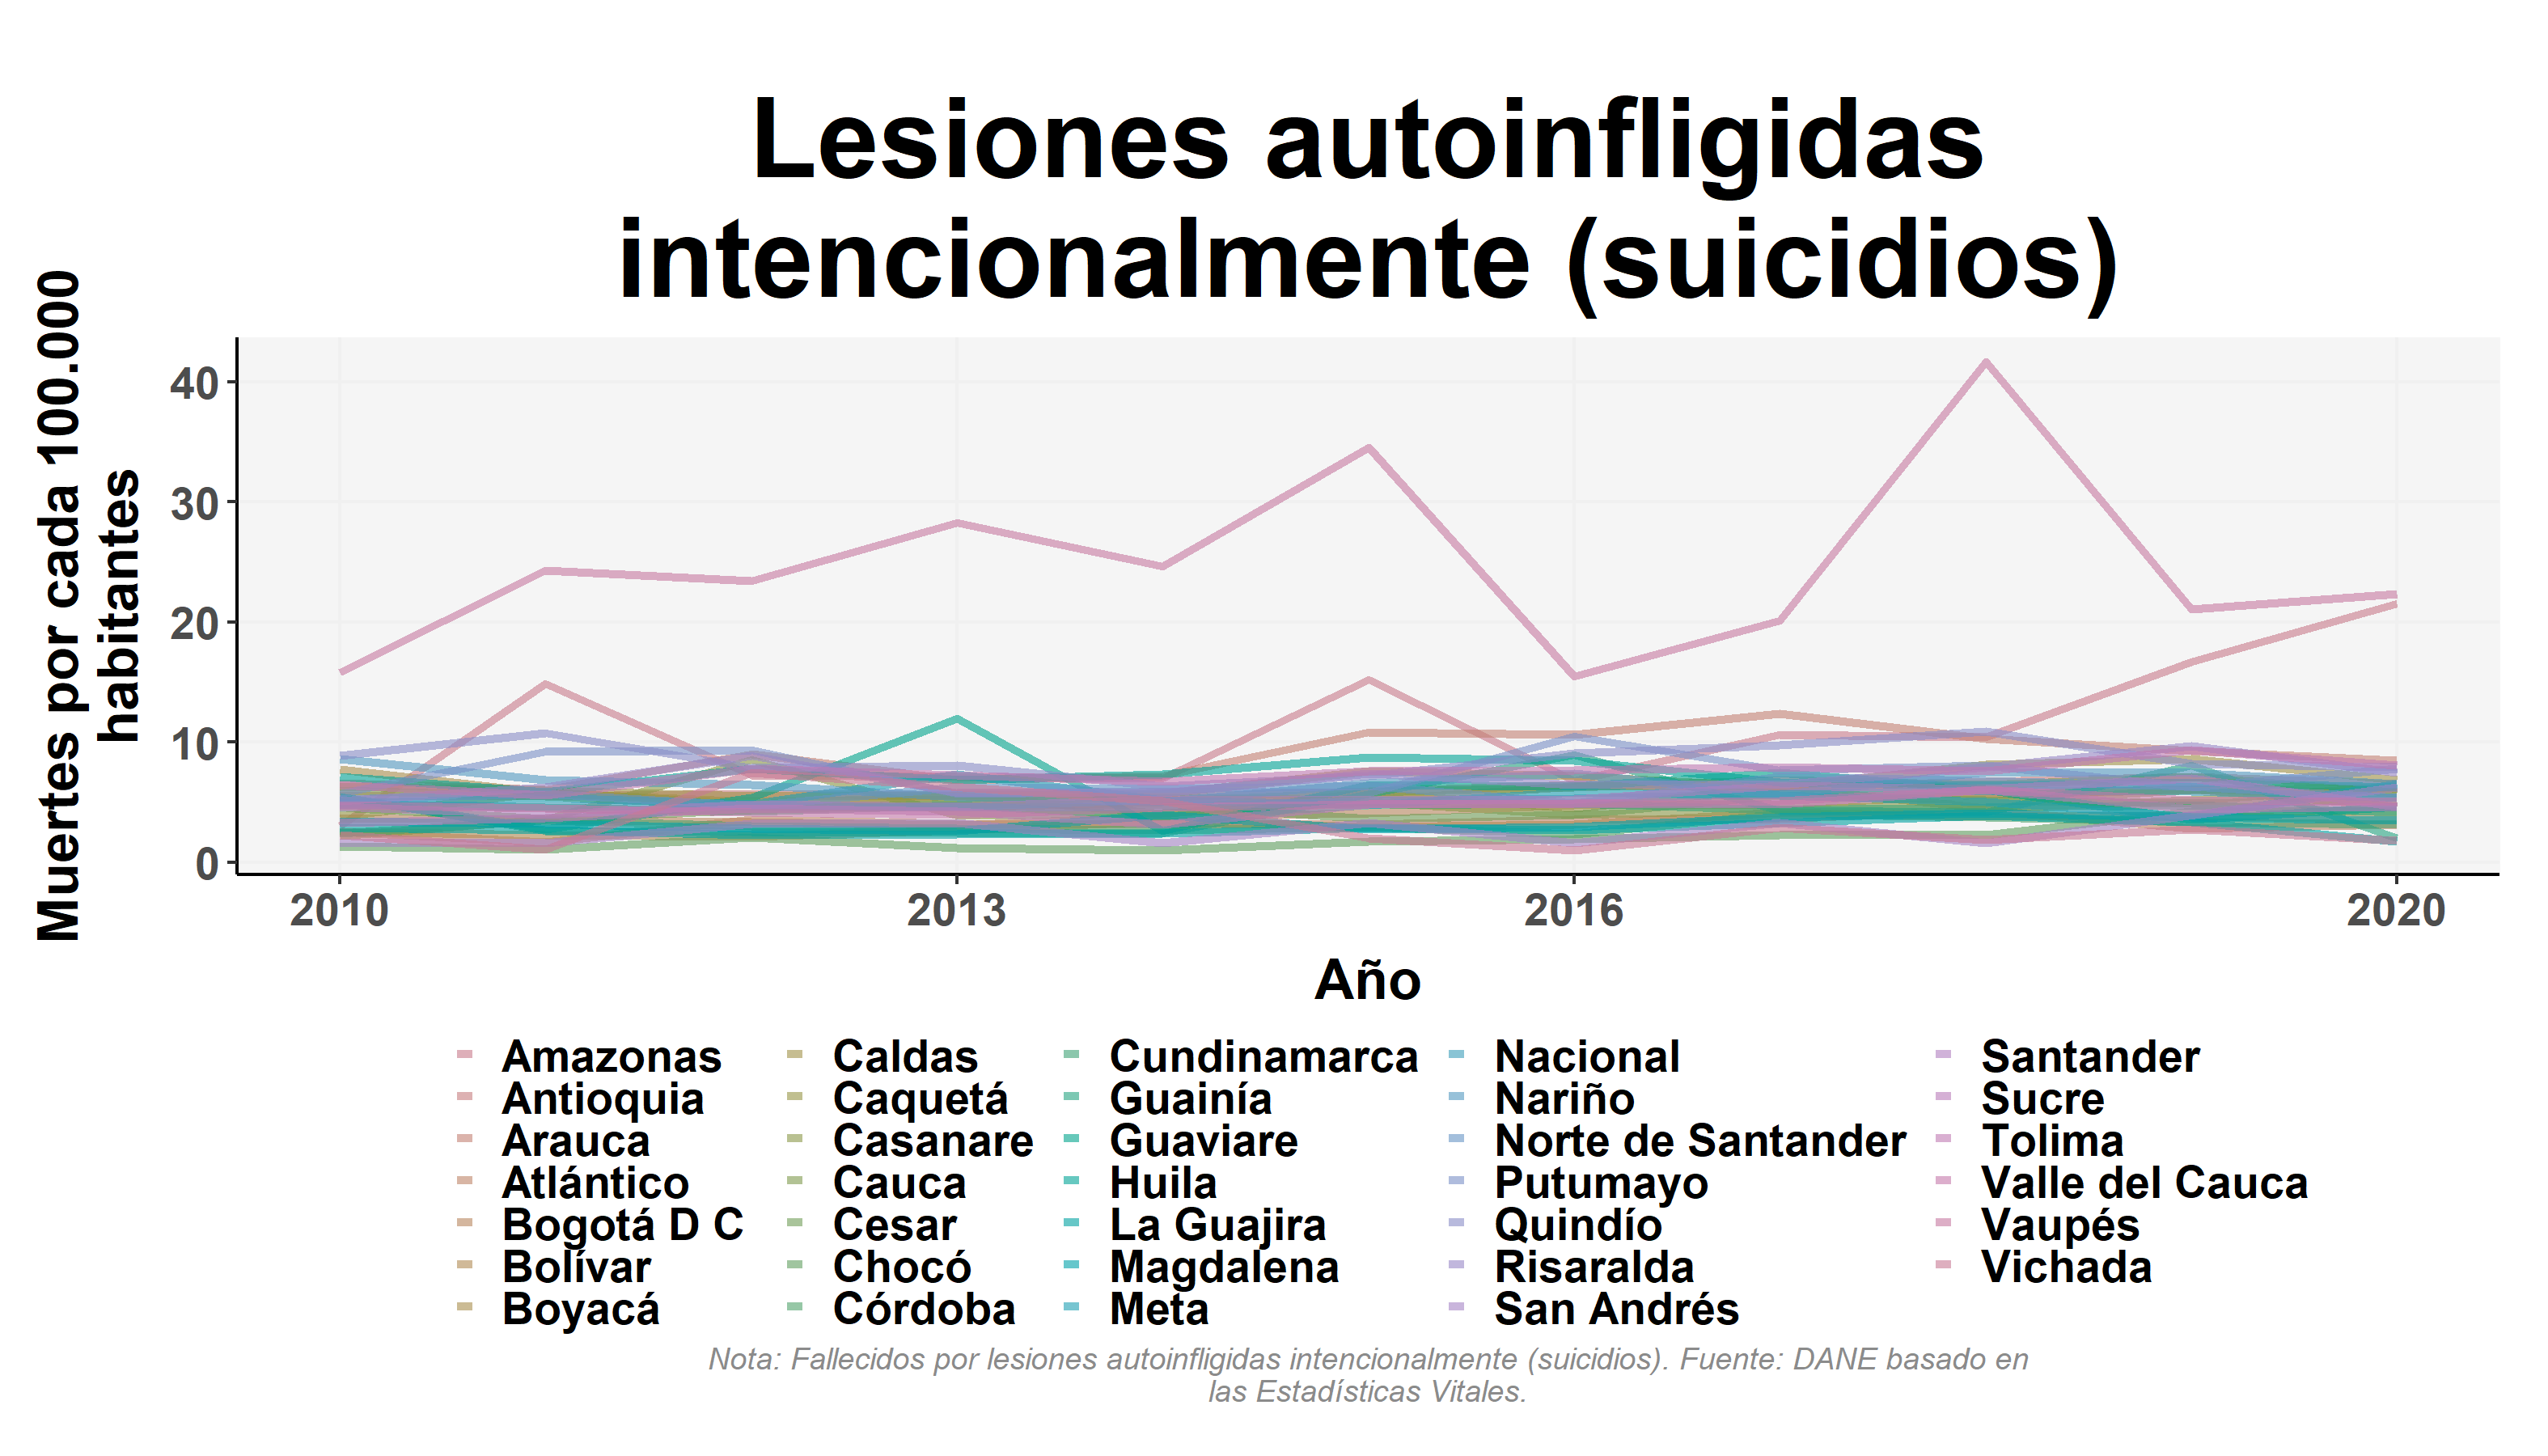 Lesiones autoinfligidas
intencionalmente (suicidios)
Muertes por cada 100.000
habitantes
40
30
20
10
0
2010
2013
2016
2020
Año
Amazonas
Antioquia
Arauca
Atlántico
Bogotá D C
Bolívar
Boyacá
Caldas
Caquetá
Casanare
Cauca
Cesar
Chocó
Córdoba
Cundinamarca
Guainía
Guaviare
Huila
La Guajira
Magdalena
Meta
Nacional
Nariño
Norte de Santander
Putumayo
Quindío
Risaralda
San Andrés
Santander
Sucre
Tolima
Valle del Cauca
Vaupés
Vichada
Nota: Fallecidos por lesiones autoinfligidas intencionalmente (suicidios). Fuente: DANE basado en
las Estadísticas Vitales.